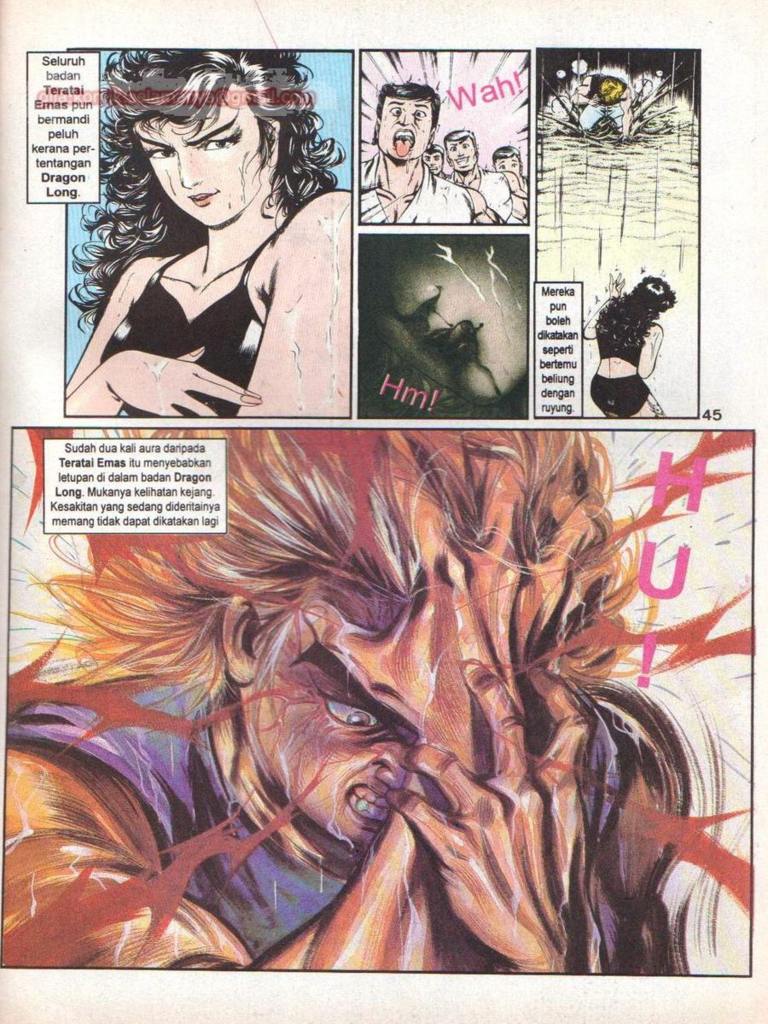 Seluruh
badan
Teratai
Emas pun
bermandi
peluh
kerana per-
tentangan
Dragon
Long.
Wah!
Hm!
Mereka
pun
boleh
dikatakan
seperti
bertemu
beliung
dengan
ruyung.
45
Sudah dua kali aura daripada
Teratai Emas itu menyebabkan
letupan di dalam badan Dragon
Long. Mukanya kelihatan kejang.
Kesakitan yang sedang dideritainya
memang tidak dapat dikatakan lagi
HU!